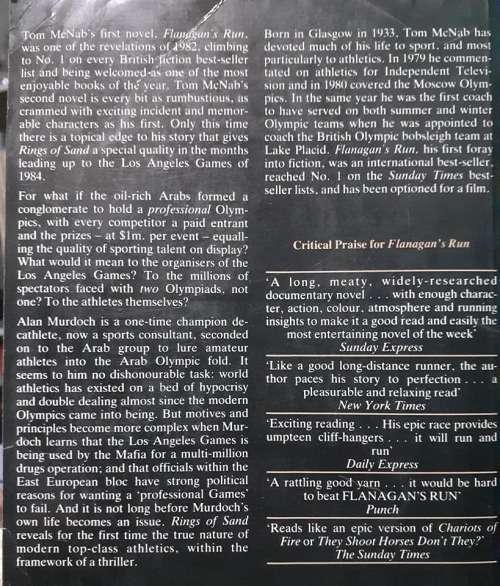 Tom McNab's first novel, Flanagan's Run,
was one of the revelations of 1982, climbing
to No. 1 on every British fiction best-seller
list and being welcomed as one of the most
enjoyable books of the year. Tom McNab's
second novel is every bit as rumbustious, as
crammed with exciting incident and memor-
able characters as his first. Only this time
there is a topical edge to his story that gives
Rings of Sand a special quality in the months
leading up to the Los Angeles Games of
1984.
For what if the oil-rich Arabs formed a
conglomerate to hold a professional Olym-
pics, with every competitor a paid entrant
and the prizes – at $1m. per event – equall-
ing the quality of sporting talent on display?
What would it mean to the organisers of the
Los Angeles Games? To the millions of
spectators faced with two Olympiads, not
one? To the athletes themselves?
Alan Murdoch is a one-time champion de-
cathlete, now a sports consultant, seconded
on to the Arab group to lure amateur
athletes into the Arab Olympic fold. It
seems to him no dishonourable task: world
athletics has existed on a bed of hypocrisy
and double dealing almost since the modern
Olympics came into being. But motives and
principles become more complex when Mur-
doch learns that the Los Angeles Games is
being used by the Mafia for a multi-million
drugs operation; and that officials within the
East European bloc have strong political
reasons for wanting a 'professional Games'
to fail. And it is not long before Murdoch's
own life becomes an issue. Rings of Sand
reveals for the first time the true nature of
modern top-class athletics, within the
framework of a thriller.
Born in Glasgow in 1933, Tom McNab has
devoted much of his life to sport, and most
particularly to athletics. In 1979 he commen-
tated on athletics for Independent Televi-
sion and in 1980 covered the Moscow Olym-
pics. In the same year he was the first coach
to have served on both summer and winter
Olympic teams when he was appointed to
coach the British Olympic bobsleigh team at
Lake Placid. Flanagan's Run, his first foray
into fiction, was an international best-seller,
reached No. 1 on the Sunday Times best-
seller lists, and has been optioned for a film.
Critical Praise for Flanagan's Run
'A long, meaty, widely-researched
documentary novel . . . with enough charac-
ter, action, colour, atmosphere and running
insights to make it a good read and easily the
most entertaining novel of the week'
Sunday Express
'Like a good long-distance runner, the au-
thor paces his story to perfection . . . a
pleasurable and relaxing read'
New York Times
'Exciting reading . . . His epic race provides
umpteen cliff-hangers . . . it will run and
run'
Daily Express
'A rattling good yarn . . . it would be hard
to beat FLANAGAN'S RUN'
Punch
'Reads like an epic version of Chariots of
Fire or They Shoot Horses Don't They?'
The Sunday Times